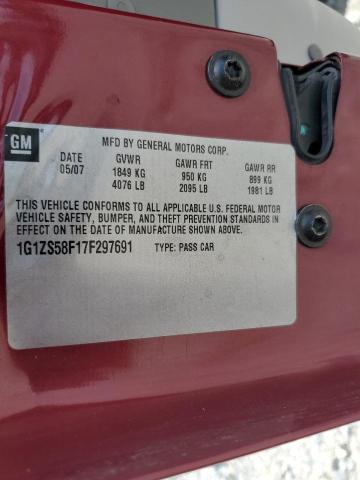 GM
MFD BY GENERAL MOTORS CORP.
DATE GVWR GAWR FRT GAWR RR
05/07 1849 KG 950 KG 899 KG
4076 LB 2095 LB 1981 LB
THIS VEHICLE CONFORMS TO ALL APPLICABLE U.S. FEDERAL MOTOR
VEHICLE SAFETY, BUMPER, AND THEFT PREVENTION STANDARDS IN
EFFECT ON THE DATE OF MANUFACTURE SHOWN ABOVE.
1G1ZS58F17F297691 TYPE: PASS CAR